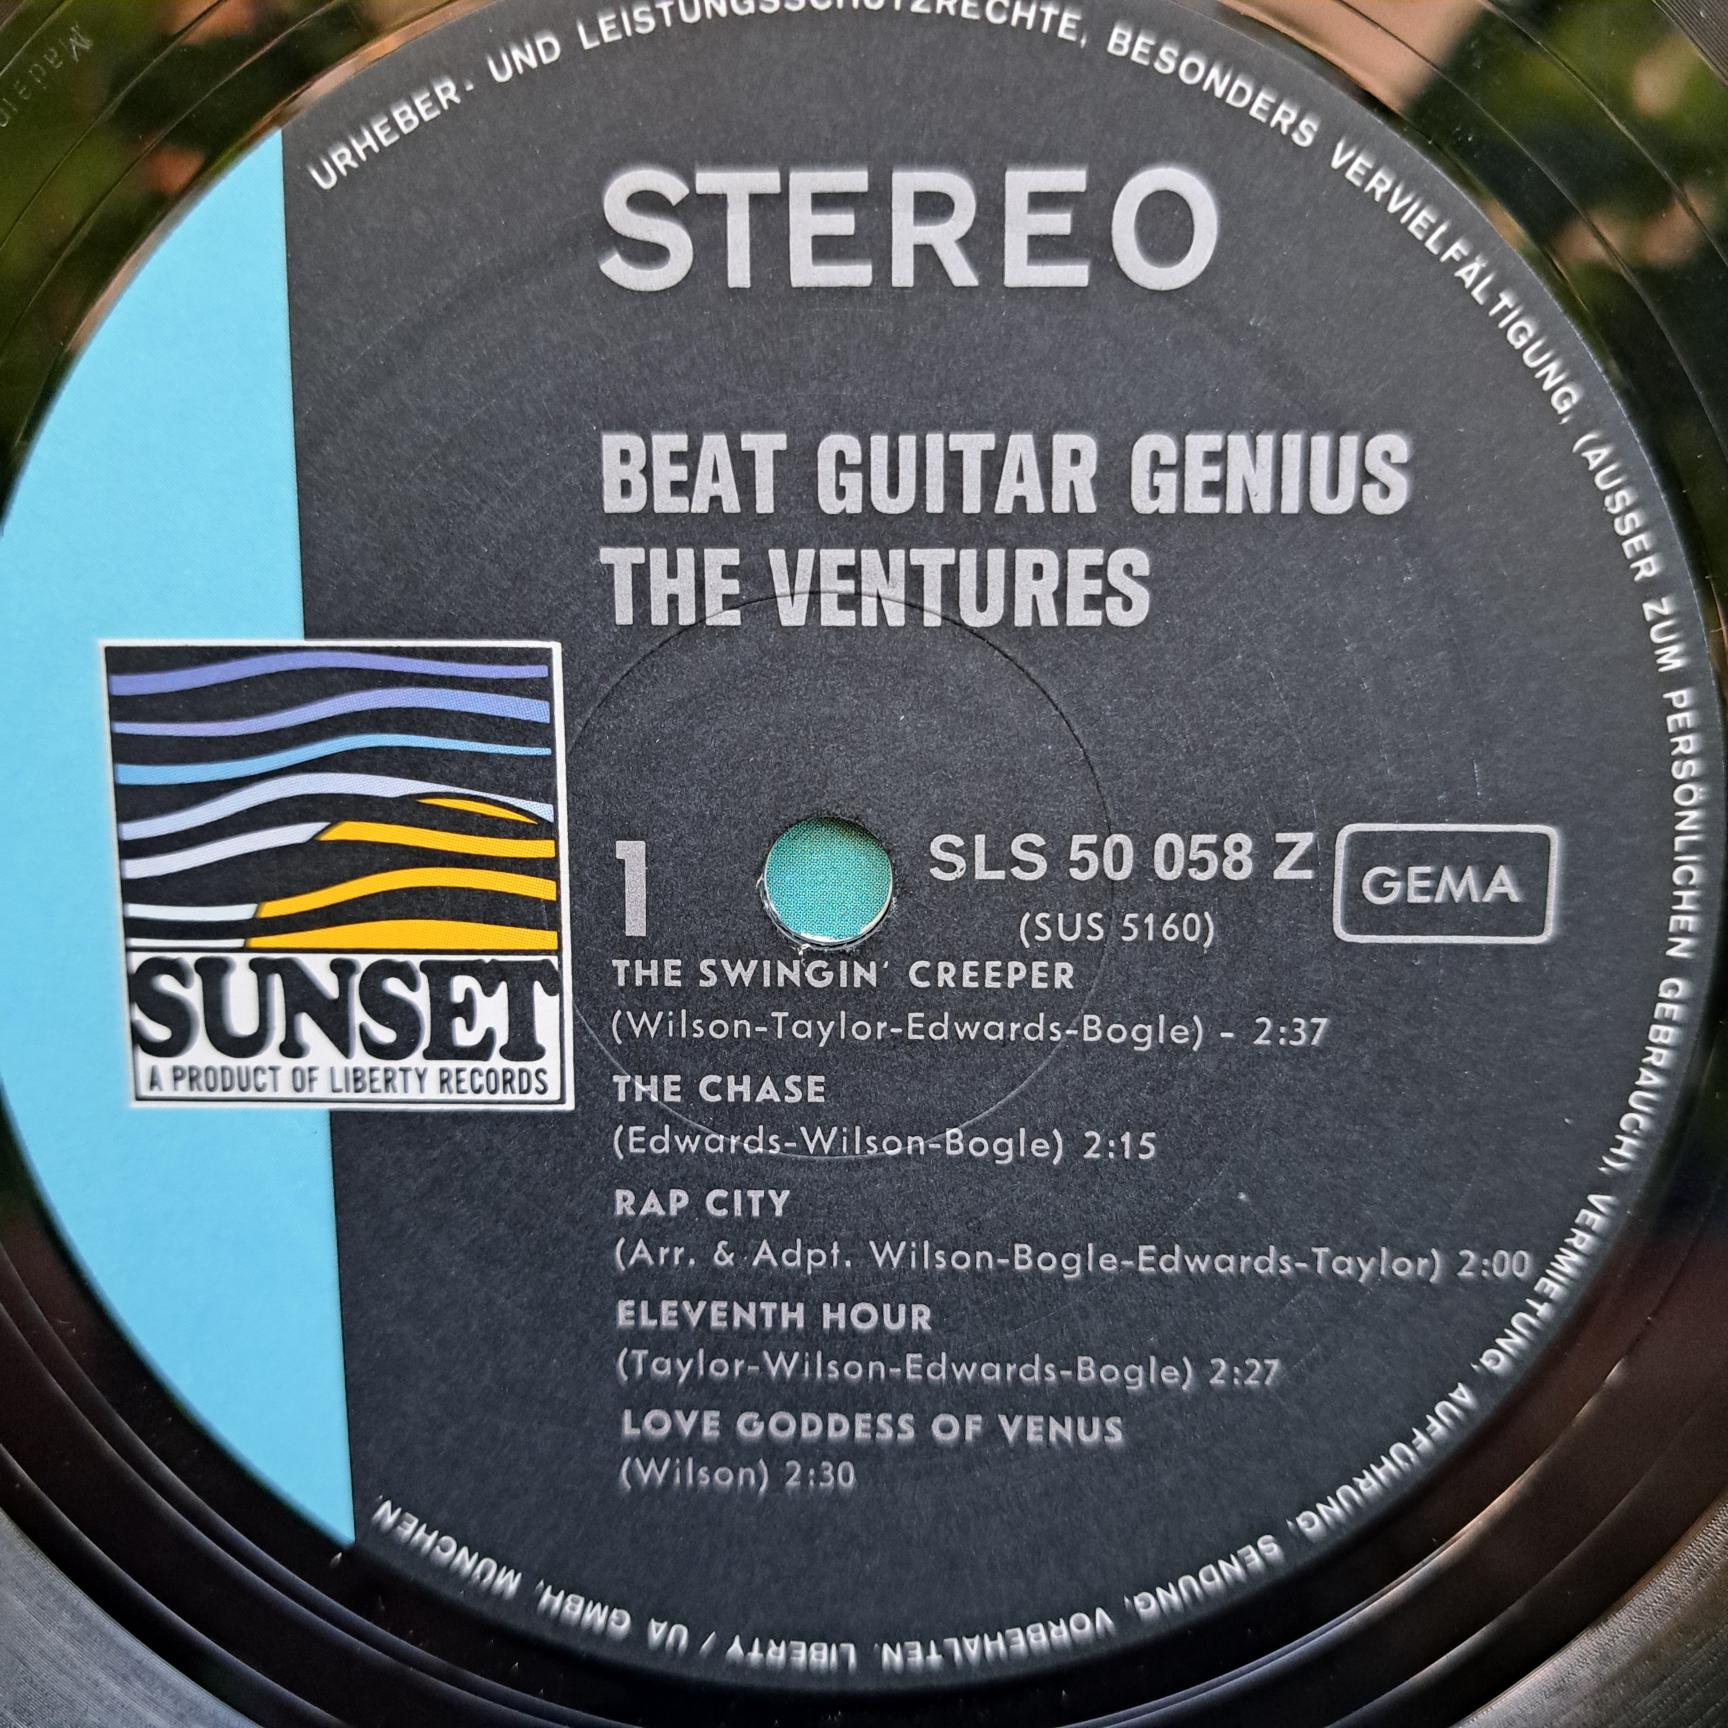 URHEBER- UND LEISTUNGSSCHUTZRECHTE, BESONDERS VERVIELFÄLTIGUNG, (AUSSER ZUM PERSÖNLICHEN GEBRAUCH), VERMIETUNG, AUFFÜHRUNG, SENDUNG, VORBEHALTEN. LIBERTY / UA GMBH, MÜNCHEN.
STEREO
BEAT GUITAR GENIUS
THE VENTURES
SUNSET
A PRODUCT OF LIBERTY RECORDS
1
SLS 50 058 Z
GEMA
(SUS 5160)
THE SWINGIN' CREEPER
(Wilson-Taylor-Edwards-Bogle) - 2:37
THE CHASE
(Edwards-Wilson-Bogle) 2:15
RAP CITY
(Arr. & Adpt. Wilson-Bogle-Edwards-Taylor) 2:00
ELEVENTH HOUR
(Taylor-Wilson-Edwards-Bogle) 2:27
LOVE GODDESS OF VENUS
(Wilson) 2:30